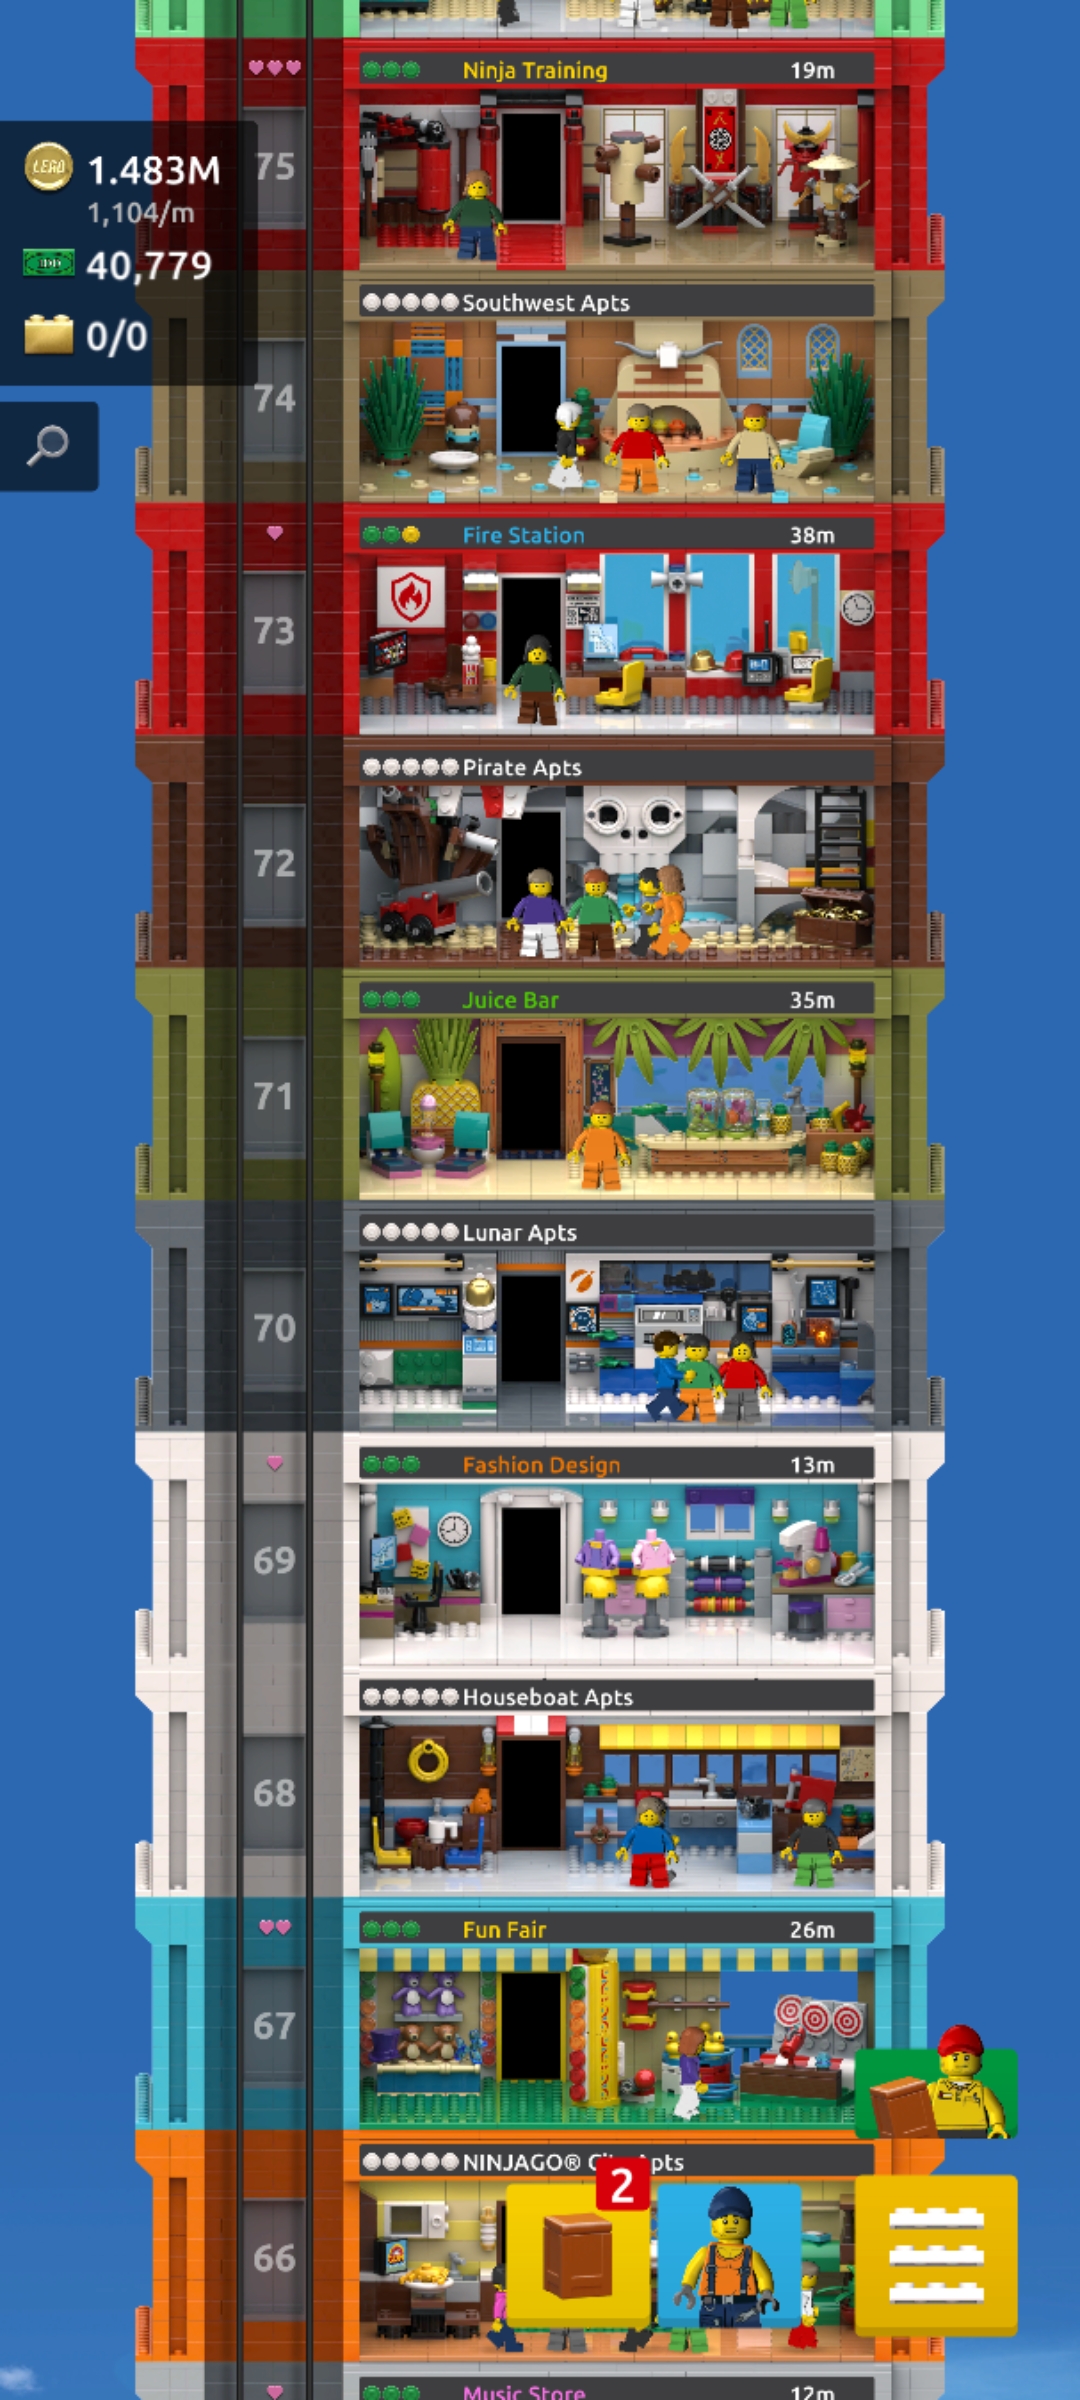 Ninja Training 19m
75
LEGO 1.483M
1,104/m
40,779
0/0
Southwest Apts
74
Fire Station 38m
73
Pirate Apts
72
Juice Bar 35m
71
Lunar Apts
70
Fashion Design 13m
69
Houseboat Apts
68
Fun Fair 26m
67
NINJAGO® Apts
2
66
Music Store 12m